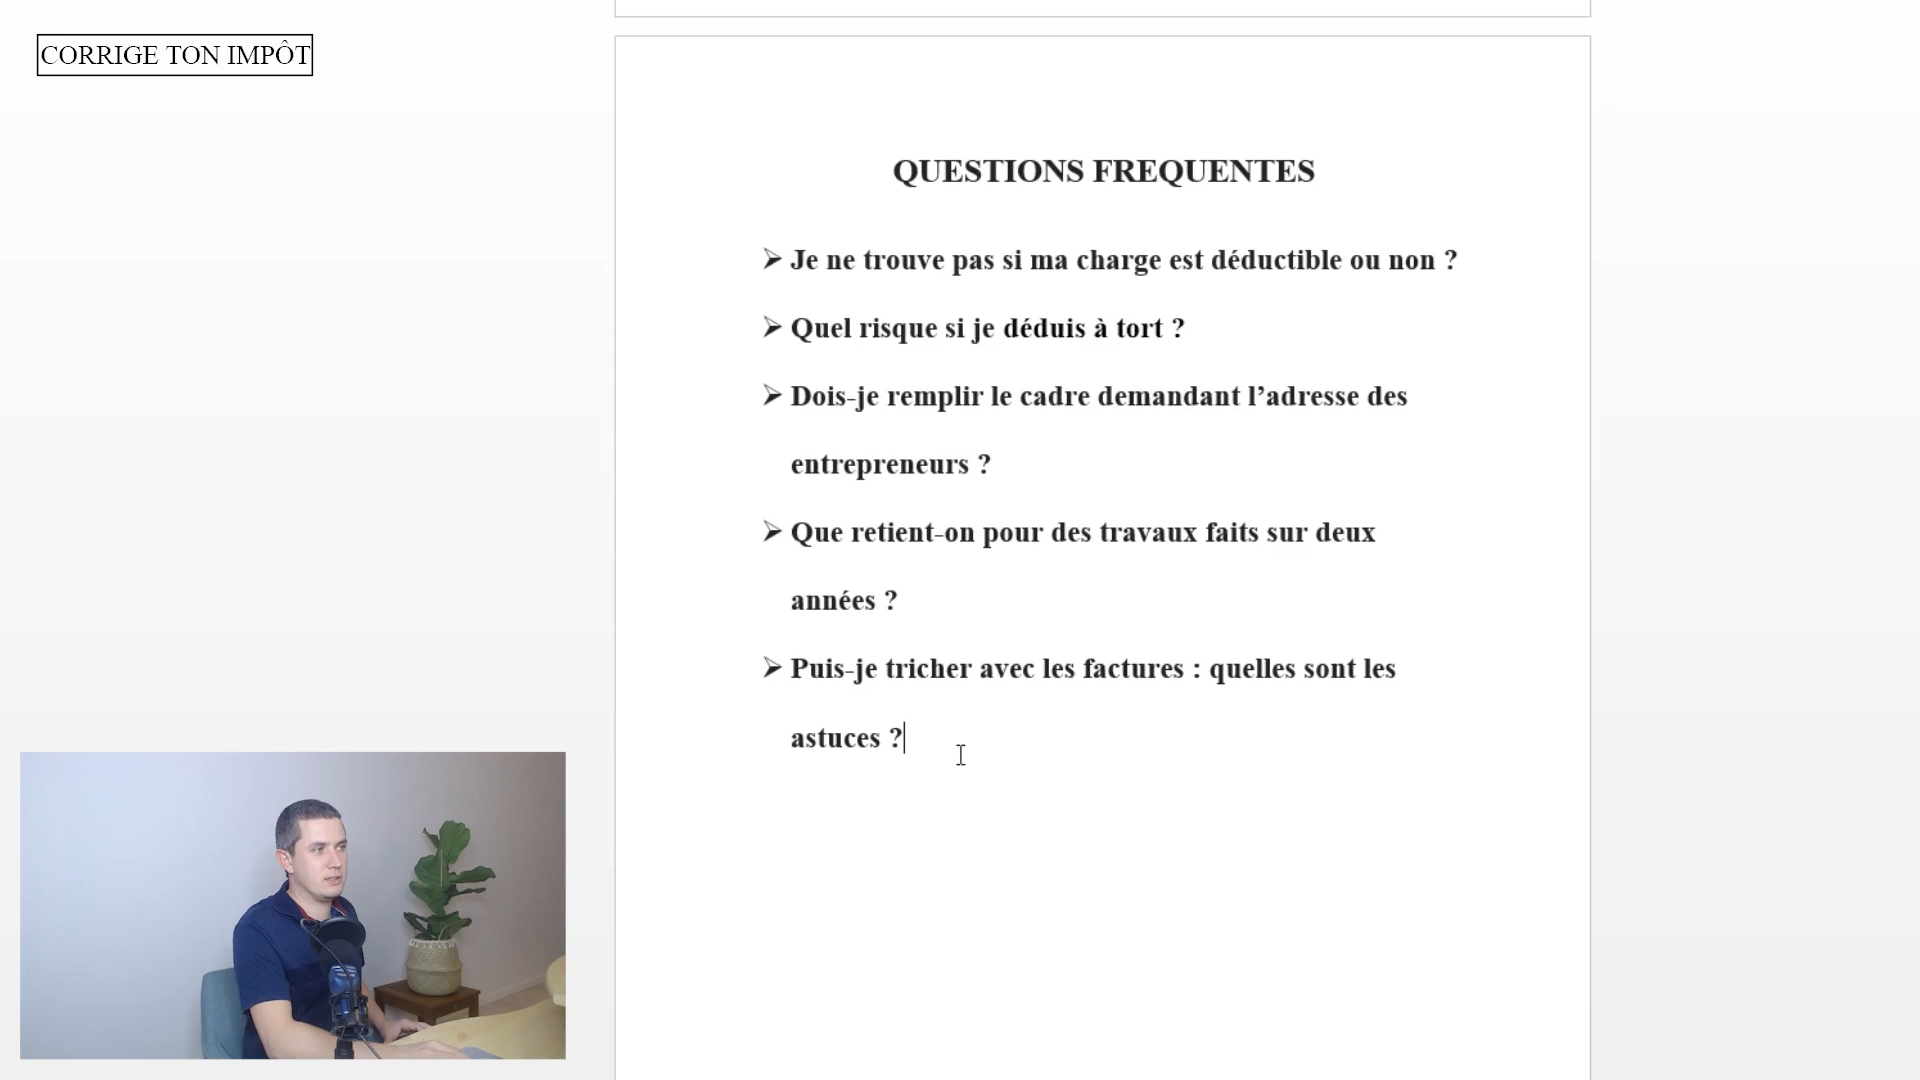 CORRIGE TON IMPÔT
QUESTIONS FREQUENTES
➢ Je ne trouve pas si ma charge est déductible ou non ?
➢ Quel risque si je déduis à tort ?
➢ Dois-je remplir le cadre demandant l’adresse des
entrepreneurs ?
➢ Que retient-on pour des travaux faits sur deux
années ?
➢ Puis-je tricher avec les factures : quelles sont les
astuces ?